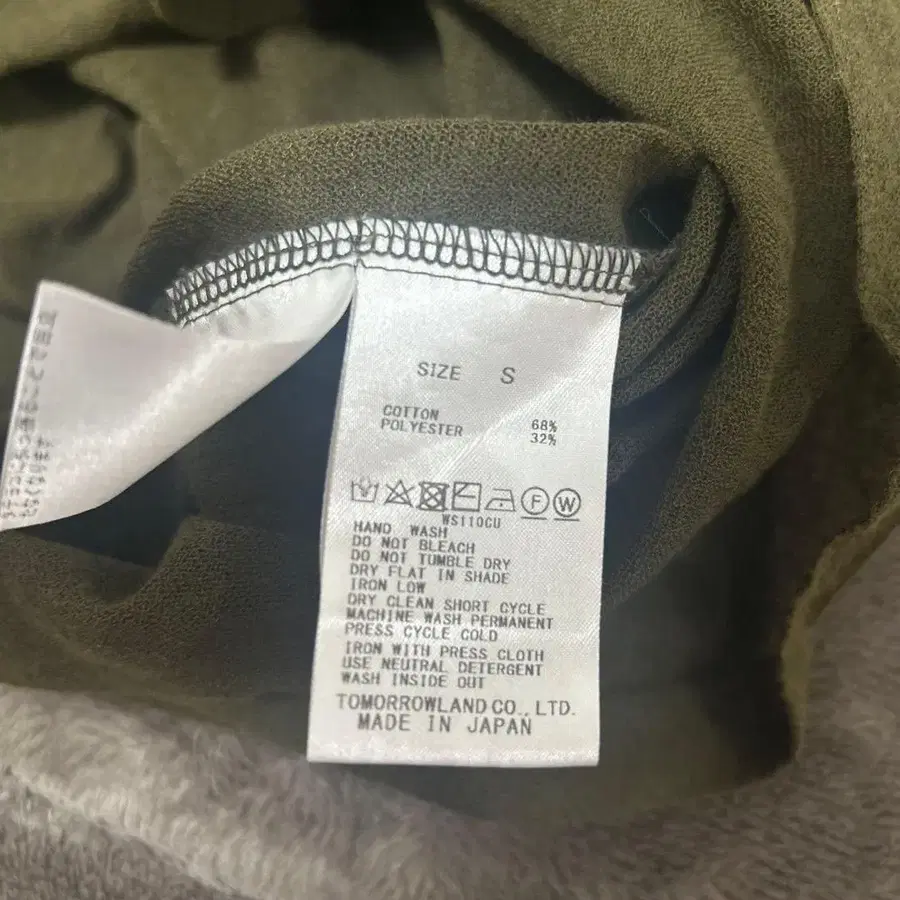 SIZE S
COTTON 68%
POLYESTER 32%
F W
WS110CU
HAND WASH
DO NOT BLEACH
DO NOT TUMBLE DRY
DRY FLAT IN SHADE
IRON LOW
DRY CLEAN SHORT CYCLE
MACHINE WASH PERMANENT
PRESS CYCLE COLD
IRON WITH PRESS CLOTH
USE NEUTRAL DETERGENT
WASH INSIDE OUT
TOMORROWLAND CO., LTD.
MADE IN JAPAN